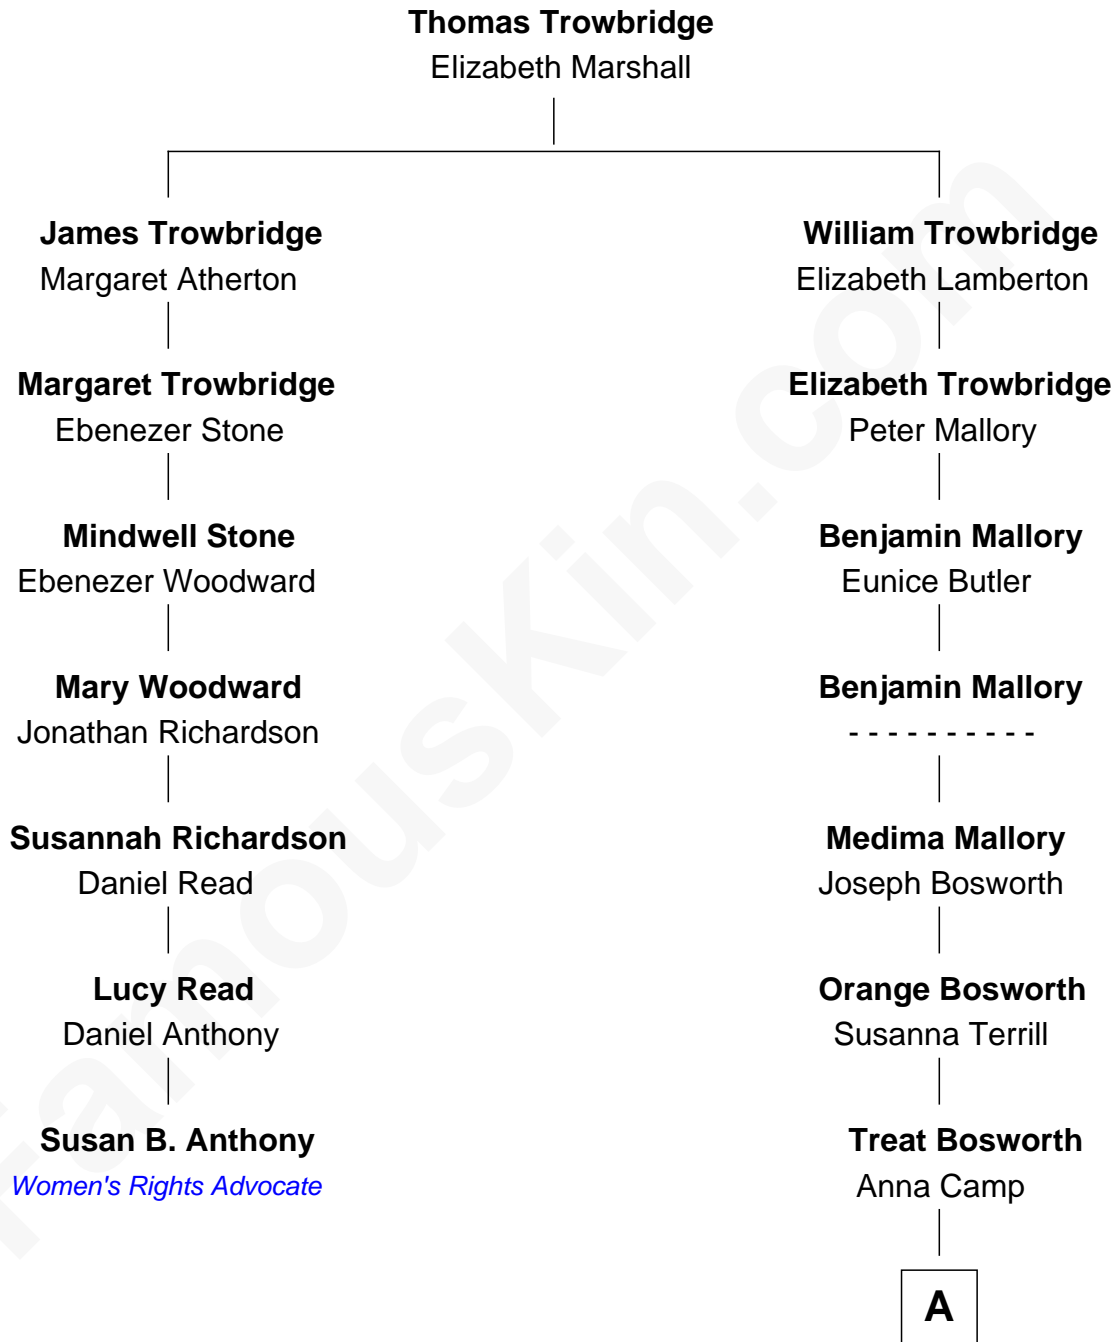 Thomas Trowbridge
Elizabeth Marshall
James Trowbridge
Margaret Atherton
Margaret Trowbridge
Ebenezer Stone
Mindwell Stone
Ebenezer Woodward
Mary Woodward
Jonathan Richardson
Susannah Richardson
Daniel Read
Lucy Read
Daniel Anthony
Susan B. Anthony
Women's Rights Advocate
William Trowbridge
Elizabeth Lamberton
Elizabeth Trowbridge
Peter Mallory
Benjamin Mallory
Eunice Butler
Benjamin Mallory
- - - - - - - - - -
Medima Mallory
Joseph Bosworth
Orange Bosworth
Susanna Terrill
Treat Bosworth
Anna Camp
A
FamousKin.com